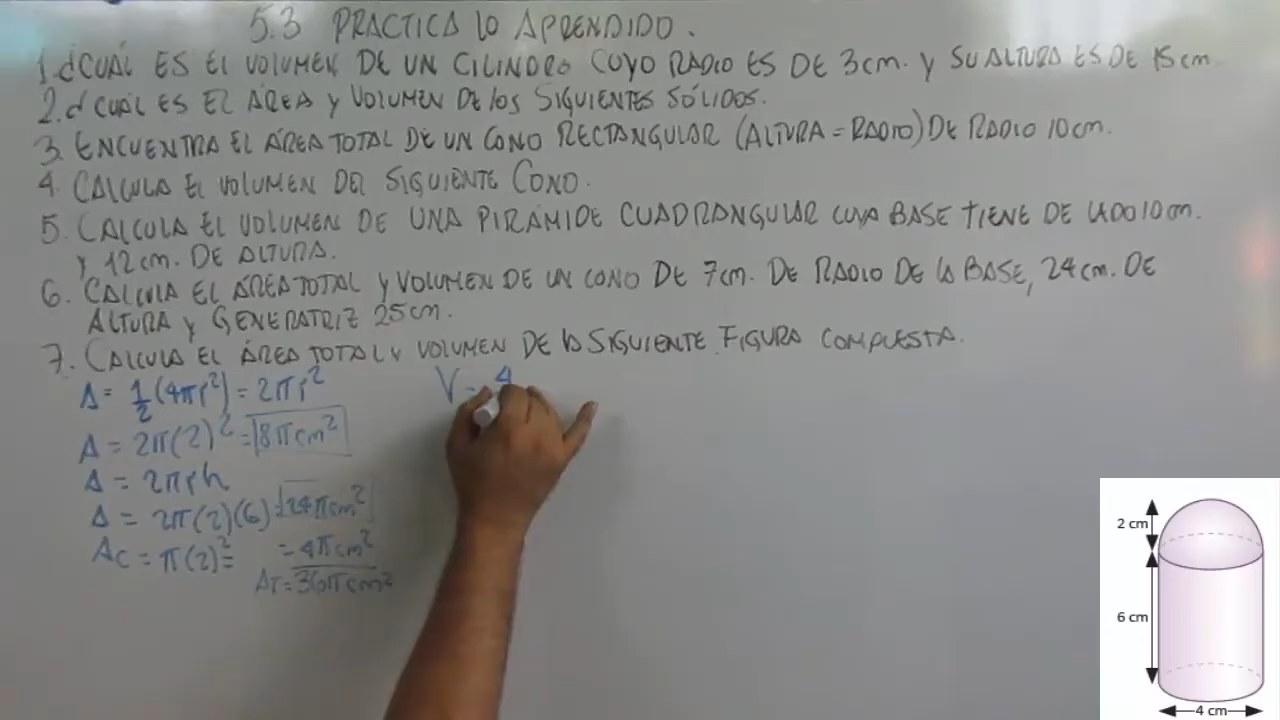 5.3 PRACTICA LO APRENDIDO.
1. ¿CUÁL ES EL VOLUMEN DE UN CILINDRO CUYO RADIO ES DE 3cm. Y SU ALTURA ES DE 15cm.
2. ¿CUÁL ES EL ÁREA Y VOLUMEN DE LOS SIGUIENTES SÓLIDOS.
3. ENCUENTRA EL ÁREA TOTAL DE UN CONO RECTANGULAR (ALTURA = RADIO) DE RADIO 10cm.
4. CALCULA EL VOLUMEN DEL SIGUIENTE CONO.
5. CALCULA EL VOLUMEN DE UNA PIRÁMIDE CUADRANGULAR CUYA BASE TIENE DE LADO 10cm.
Y 12cm. DE ALTURA.
6. CALCULA EL ÁREA TOTAL Y VOLUMEN DE UN CONO DE 7cm. DE RADIO DE LA BASE, 24cm. DE
ALTURA Y GENERATRIZ 25cm.
7. CALCULA EL ÁREA TOTAL Y VOLUMEN DE LA SIGUIENTE FIGURA COMPUESTA.
A = 1/2 (4πr²) = 2πr²
V = 4
A = 2π(2)² = 8πcm²
A = 2πrh
A = 2π(2)(6) = 24πcm²
Ac = π(2)² = = 4πcm²
AT = 36πcm²
2 cm
6 cm
4 cm